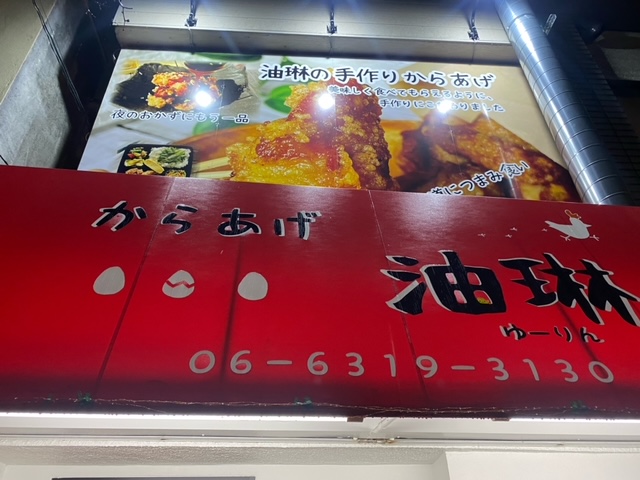 油琳の手作りからあげ
美味しく食べてもらえるように、
手作りにこだわりました
夜のおかずにもう一品
につまみ食い
からあげ
油琳
ゆーりん
06-6319-3130